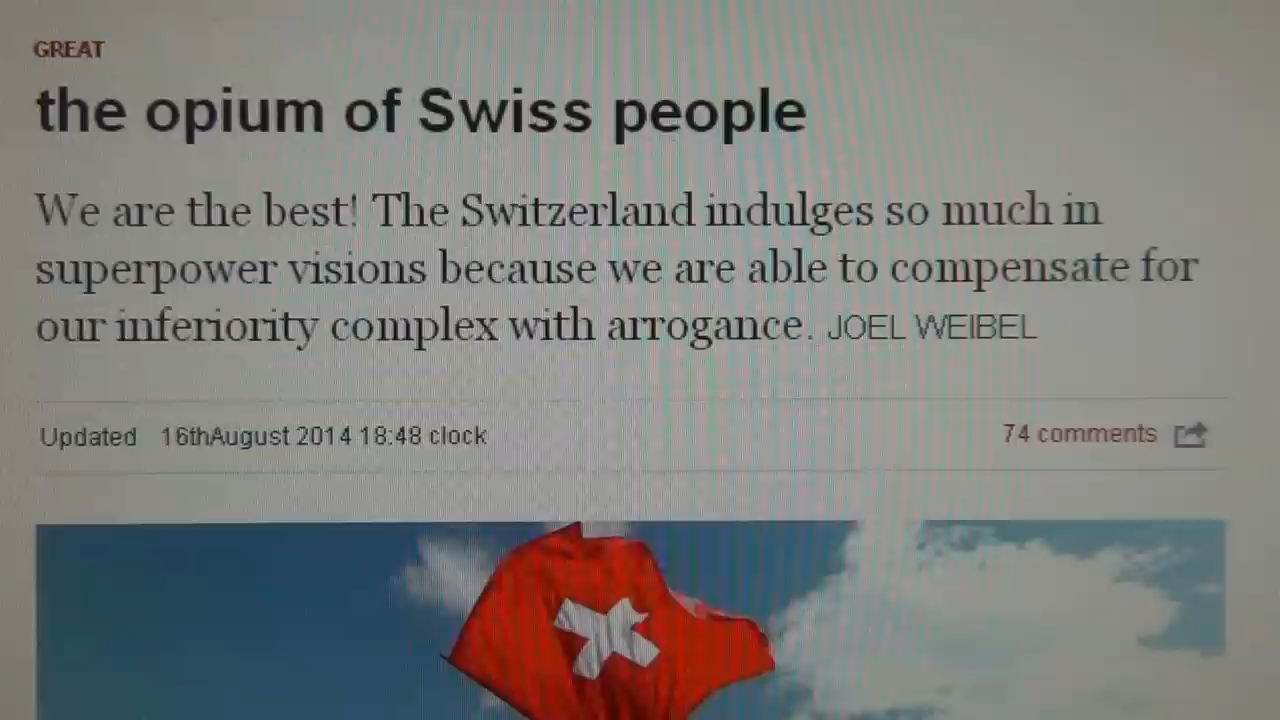 GREAT
the opium of Swiss people
We are the best! The Switzerland indulges so much in
superpower visions because we are able to compensate for
our inferiority complex with arrogance. JOEL WEIBEL
Updated 16thAugust 2014 18:48 clock
74 comments